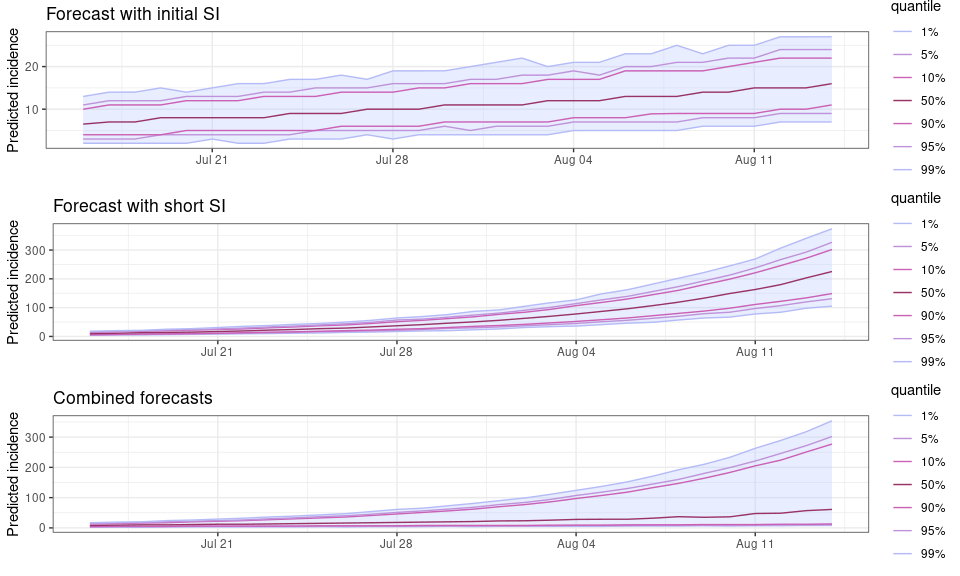 Forecast with initial SI
Predicted incidence
20
10
Jul 21
Jul 28
Aug 04
Aug 11
quantile
1%
5%
10%
50%
90%
95%
99%
Forecast with short SI
Predicted incidence
300
200
100
0
Jul 21
Jul 28
Aug 04
Aug 11
quantile
1%
5%
10%
50%
90%
95%
99%
Combined forecasts
Predicted incidence
300
200
100
0
Jul 21
Jul 28
Aug 04
Aug 11
quantile
1%
5%
10%
50%
90%
95%
99%